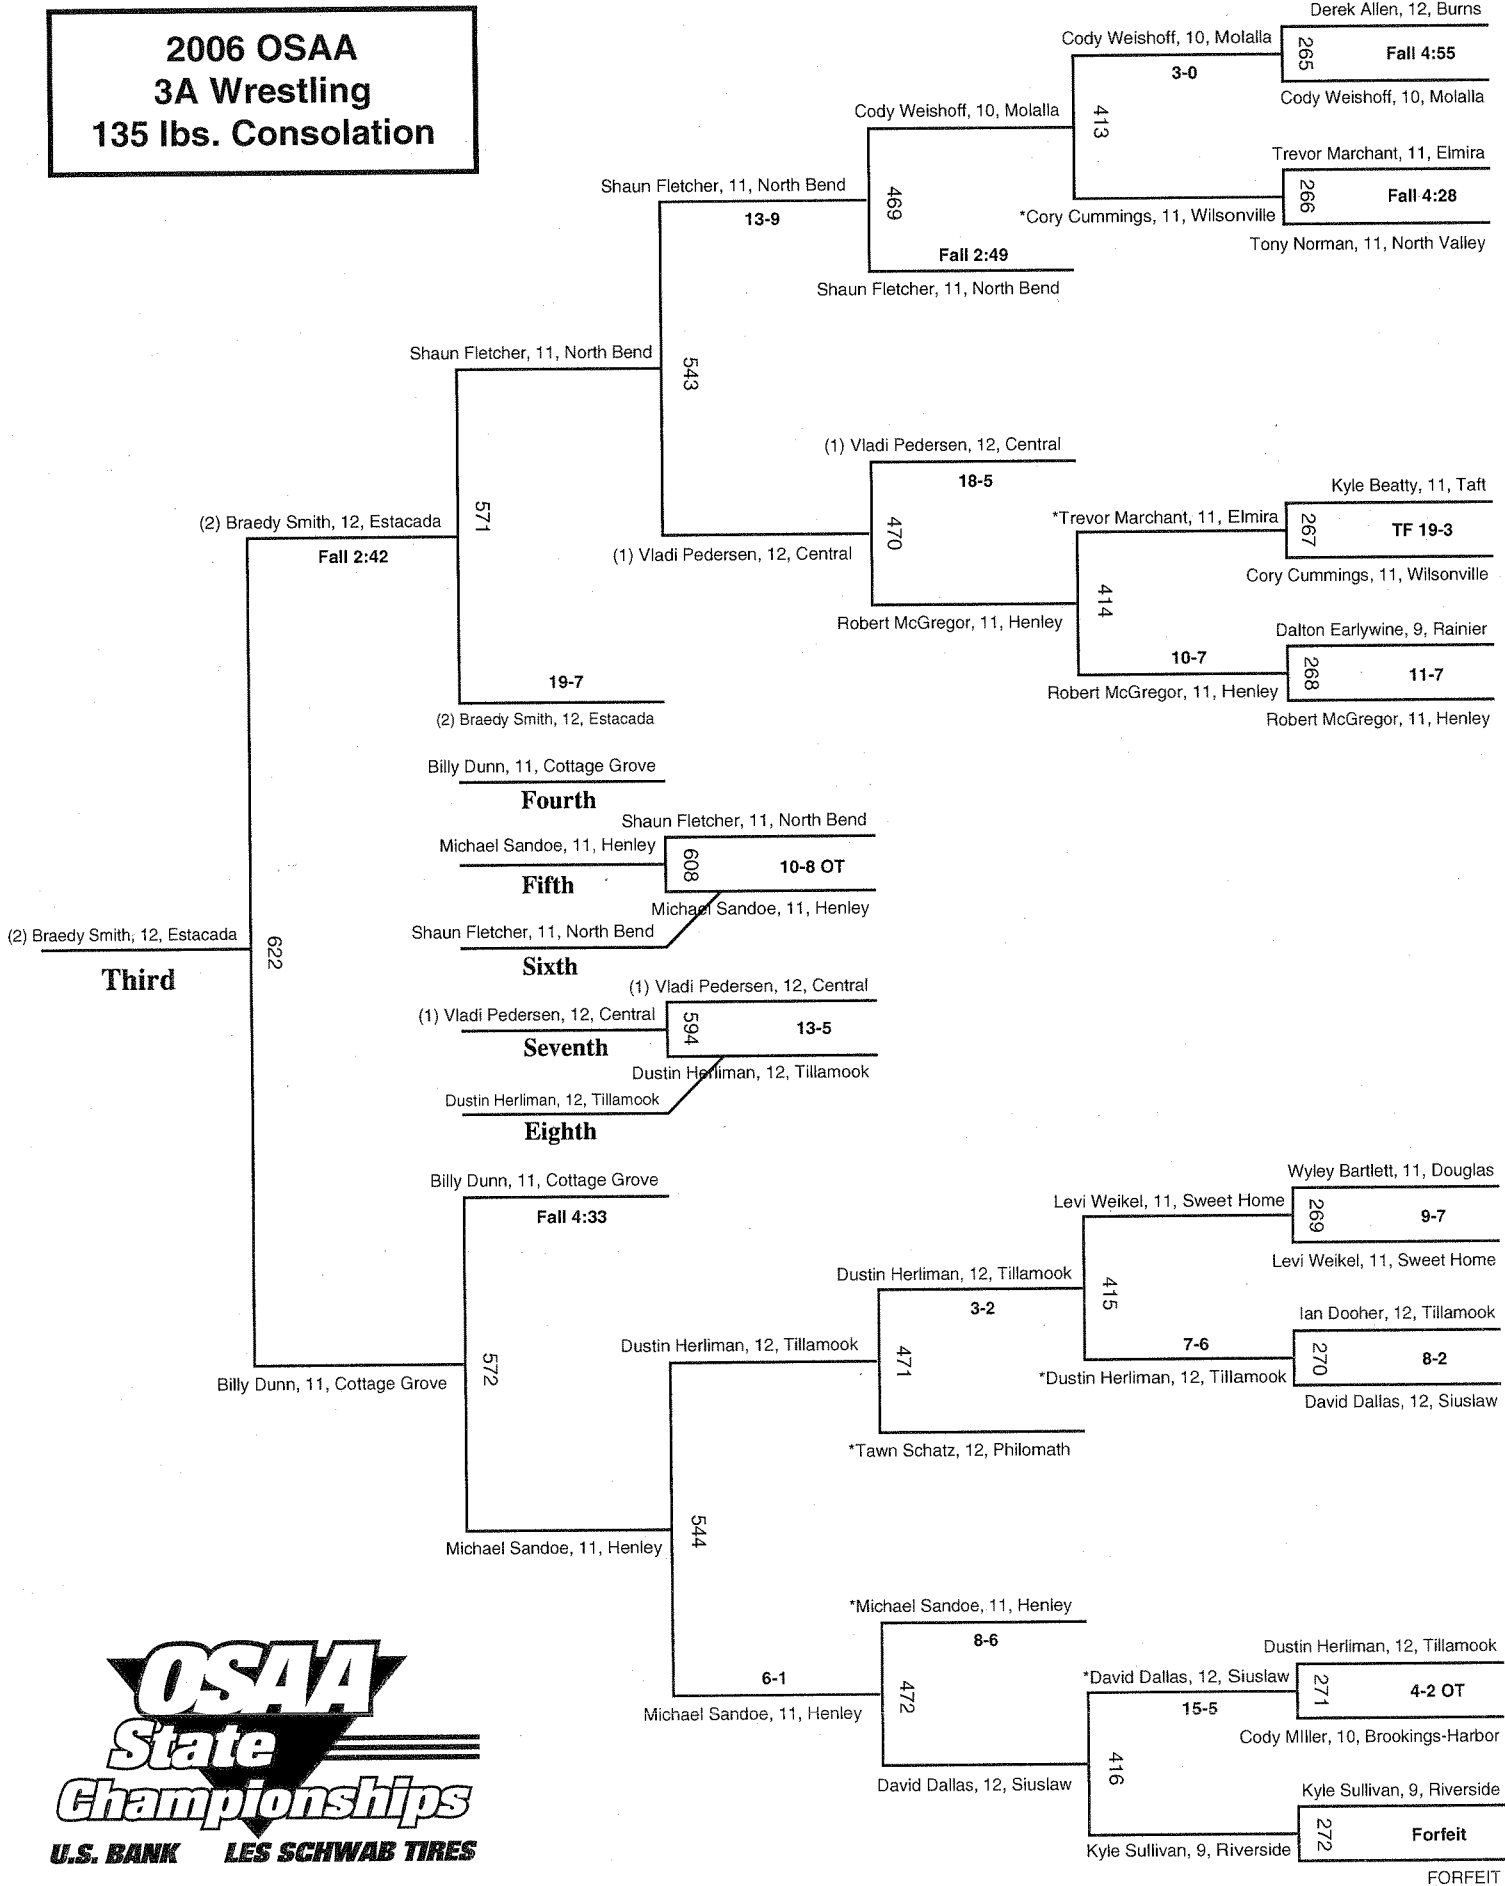 2006 OSAA
3A Wrestling
135 lbs. Consolation
Derek Allen, 12, Burns
265
Fall 4:55
Cody Weishoff, 10, Molalla
Cody Weishoff, 10, Molalla
3-0
413
Trevor Marchant, 11, Elmira
266
Fall 4:28
Tony Norman, 11, North Valley
*Cory Cummings, 11, Wilsonville
Cody Weishoff, 10, Molalla
469
Fall 2:49
Shaun Fletcher, 11, North Bend
Shaun Fletcher, 11, North Bend
13-9
543
Shaun Fletcher, 11, North Bend
(1) Vladi Pedersen, 12, Central
18-5
470
(1) Vladi Pedersen, 12, Central
Kyle Beatty, 11, Taft
267
TF 19-3
Cory Cummings, 11, Wilsonville
*Trevor Marchant, 11, Elmira
414
Robert McGregor, 11, Henley
Dalton Earlywine, 9, Rainier
268
11-7
Robert McGregor, 11, Henley
10-7
Robert McGregor, 11, Henley
571
(2) Braedy Smith, 12, Estacada
Fall 2:42
19-7
(2) Braedy Smith, 12, Estacada
Billy Dunn, 11, Cottage Grove
Fourth
Shaun Fletcher, 11, North Bend
Michael Sandoe, 11, Henley
608
10-8 OT
Fifth
Michael Sandoe, 11, Henley
Shaun Fletcher, 11, North Bend
Sixth
(2) Braedy Smith, 12, Estacada
622
Third
(1) Vladi Pedersen, 12, Central
(1) Vladi Pedersen, 12, Central
594
13-5
Seventh
Dustin Herliman, 12, Tillamook
Dustin Herliman, 12, Tillamook
Eighth
Billy Dunn, 11, Cottage Grove
Fall 4:33
572
Billy Dunn, 11, Cottage Grove
Wyley Bartlett, 11, Douglas
269
9-7
Levi Weikel, 11, Sweet Home
Levi Weikel, 11, Sweet Home
415
Dustin Herliman, 12, Tillamook
3-2
Ian Dooher, 12, Tillamook
270
8-2
David Dallas, 12, Siuslaw
7-6
*Dustin Herliman, 12, Tillamook
Dustin Herliman, 12, Tillamook
471
*Tawn Schatz, 12, Philomath
544
Michael Sandoe, 11, Henley
*Michael Sandoe, 11, Henley
8-6
6-1
472
Michael Sandoe, 11, Henley
Dustin Herliman, 12, Tillamook
271
4-2 OT
Cody MIller, 10, Brookings-Harbor
*David Dallas, 12, Siuslaw
15-5
416
David Dallas, 12, Siuslaw
Kyle Sullivan, 9, Riverside
272
Forfeit
Kyle Sullivan, 9, Riverside
FORFEIT
OSAA
State
Championships
U.S. BANK LES SCHWAB TIRES